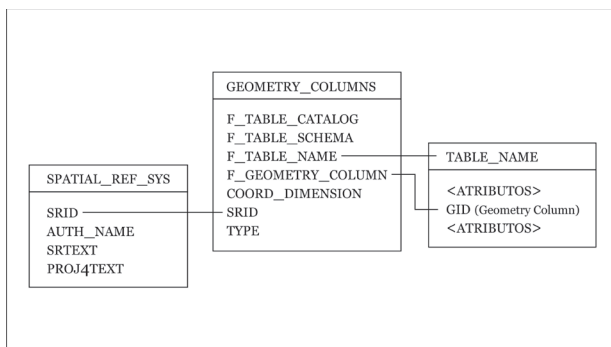 GEOMETRY_COLUMNS
F_TABLE_CATALOG
F_TABLE_SCHEMA
F_TABLE_NAME
F_GEOMETRY_COLUMN
COORD_DIMENSION
SRID
TYPE
SPATIAL_REF_SYS
SRID
AUTH_NAME
SRTEXT
PROJ4TEXT
TABLE_NAME
<ATRIBUTOS>
GID (Geometry Column)
<ATRIBUTOS>